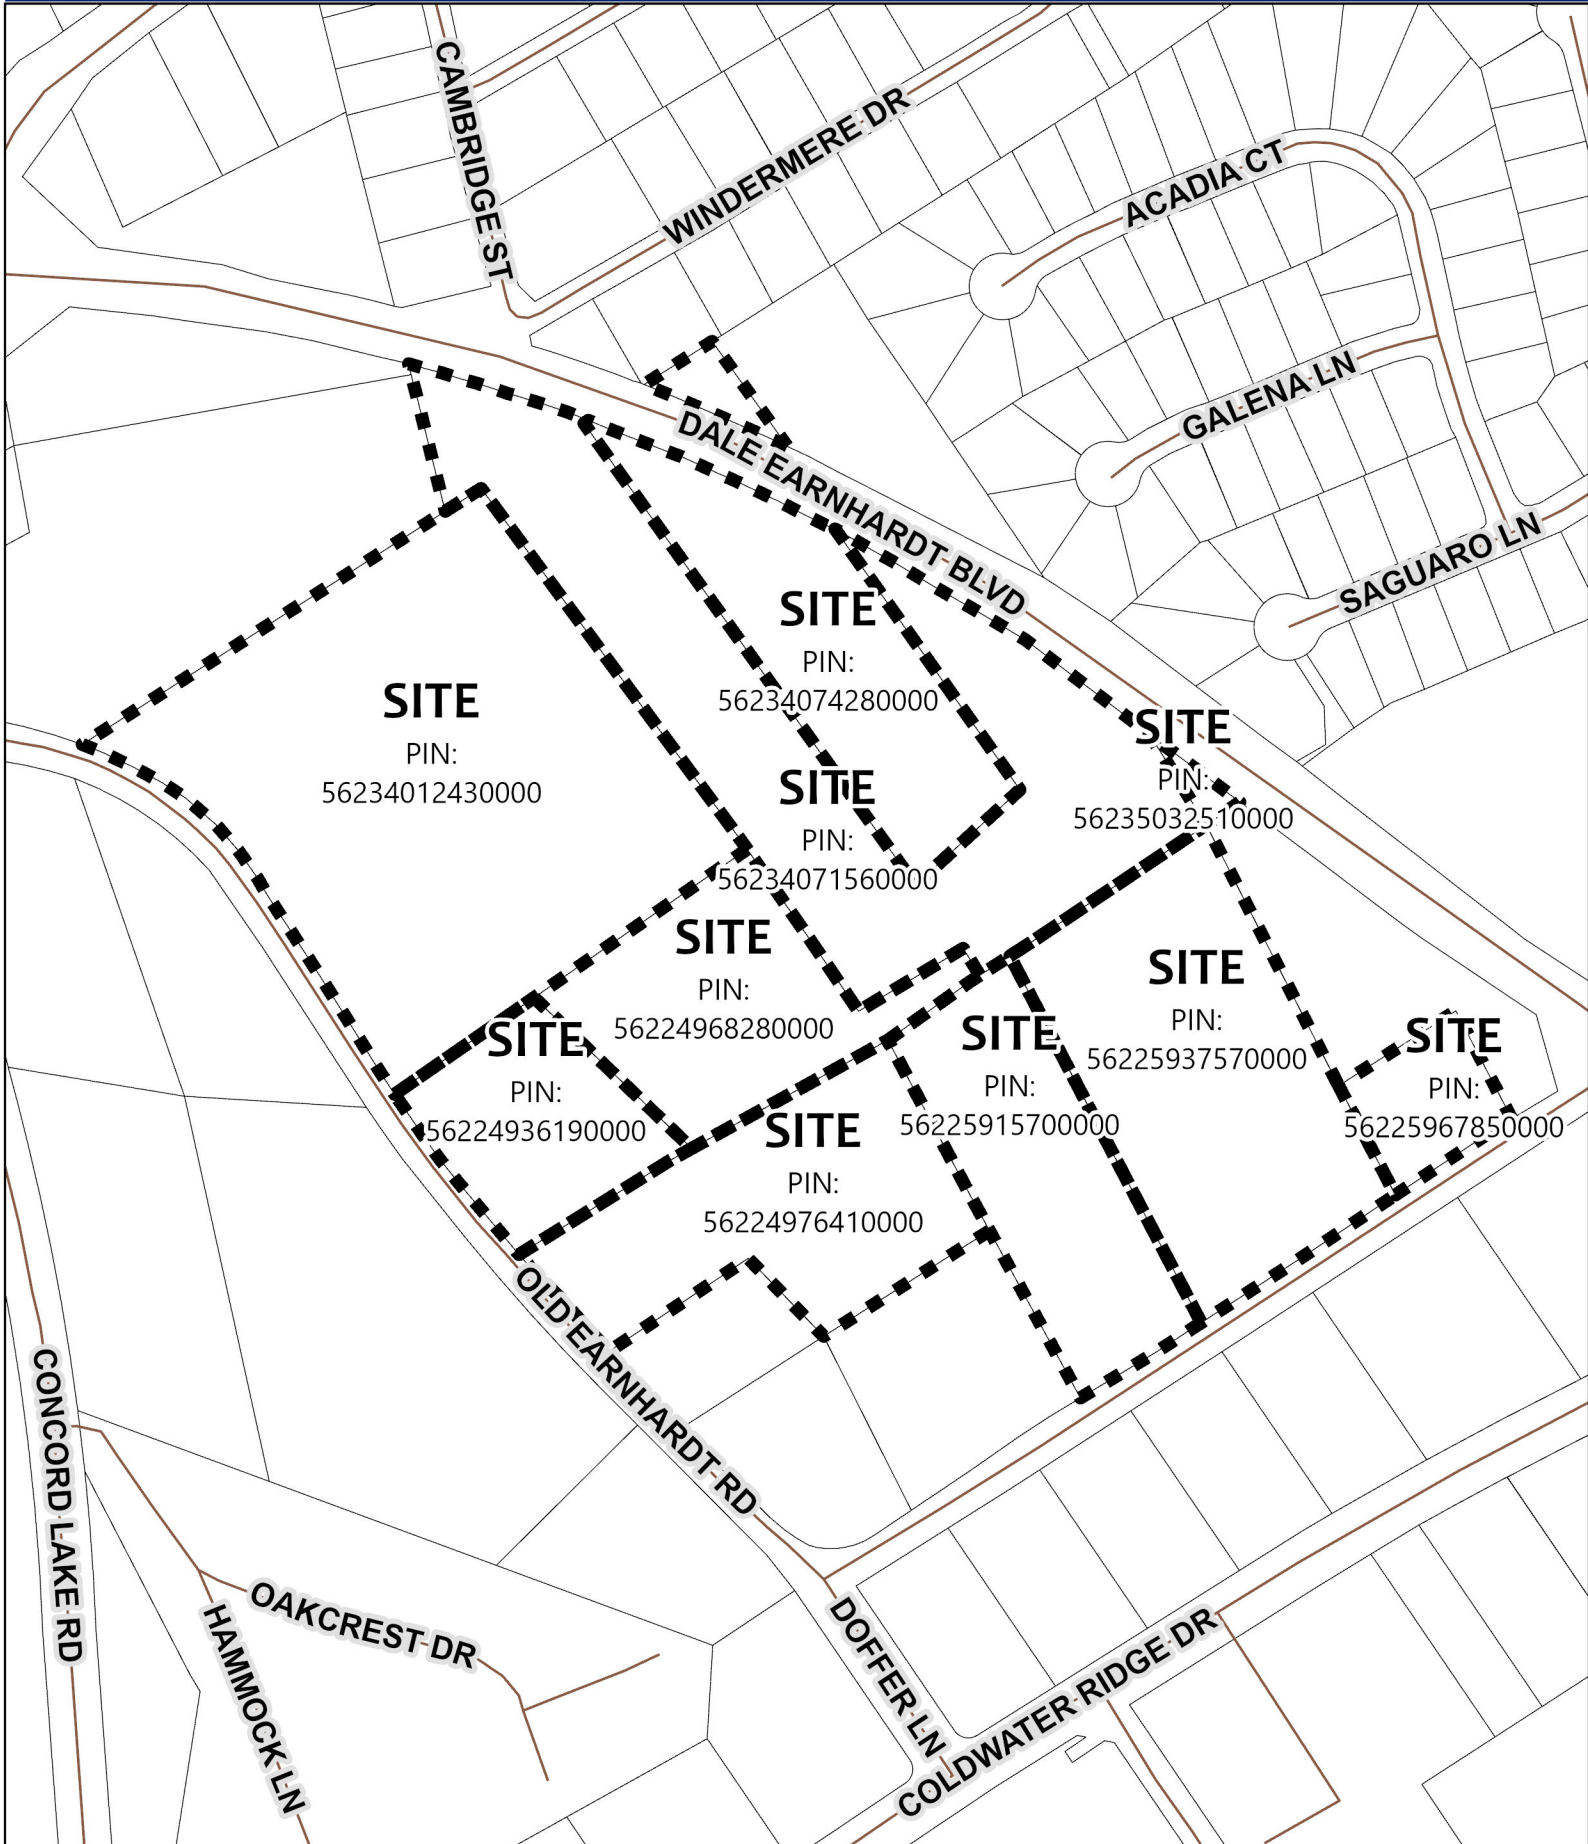 CAMBRIDGE ST
WINDERMERE DR
ACADIA CT
GALENA LN
DALE EARNHARDT BLVD
SAGUARO LN
SITE
PIN:
56234074280000
SITE
PIN:
56234012430000
SITE
PIN:
56235032510000
SITE
PIN:
56234071560000
SITE
PIN:
56224968280000
SITE
PIN:
56225937570000
SITE
PIN:
56224936190000
SITE
PIN:
56225915700000
SITE
PIN:
56225967850000
SITE
PIN:
56224976410000
OLD EARNHARDT RD
CONCORD LAKE RD
OAKCREST DR
HAMMOCK LN
DOFFER LN
COLDWATER RIDGE DR